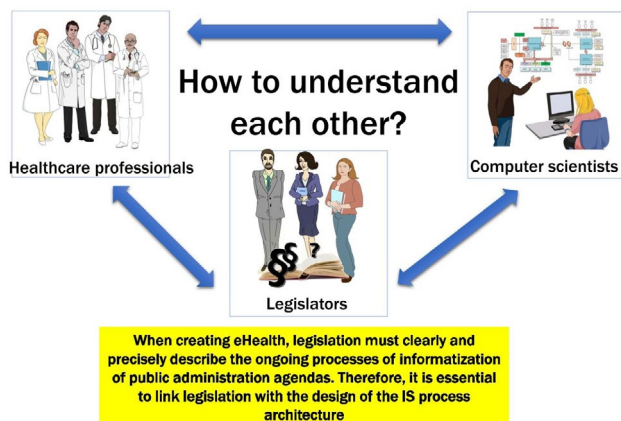 How to understand
each other?
Healthcare professionals
Computer scientists
§§?
Legislators
When creating eHealth, legislation must clearly and
precisely describe the ongoing processes of informatization
of public administration agendas. Therefore, it is essential
to link legislation with the design of the IS process
architecture